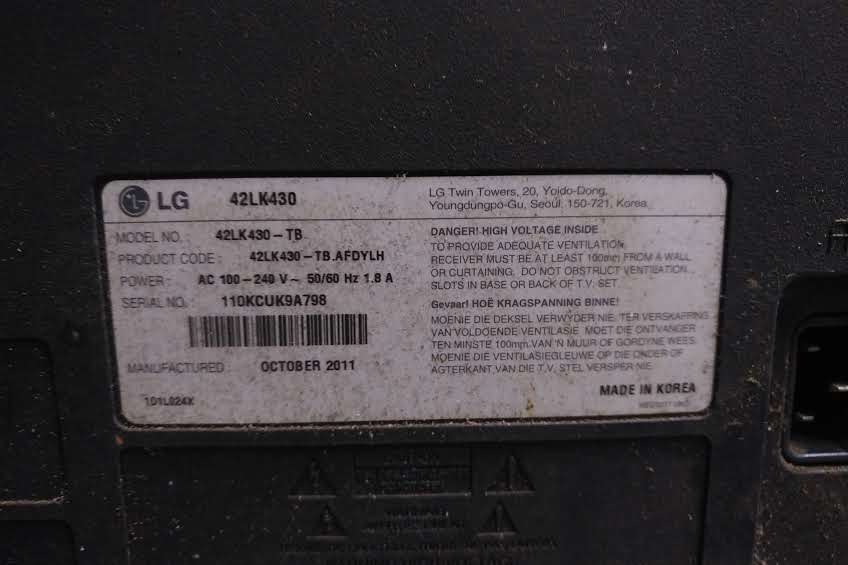 LG 42LK430
LG Twin Towers, 20, Yoido-Dong,
Youngdungpo-Gu, Seoul, 150-721, Korea
MODEL NO. : 42LK430-TB
PRODUCT CODE : 42LK430-TB.AFDYLH
POWER : AC 100-240 V~ 50/60 Hz 1.8 A
SERIAL NO. : 110KCUK9A798
MANUFACTURED : OCTOBER 2011
101L024K
DANGER! HIGH VOLTAGE INSIDE
TO PROVIDE ADEQUATE VENTILATION,
RECEIVER MUST BE AT LEAST 100mm FROM A WALL
OR CURTAINING. DO NOT OBSTRUCT VENTILATION
SLOTS IN BASE OR BACK OF T.V. SET
Gevaar! HOË KRAGSPANNING BINNE!
MOENIE DIE DEKSEL VERWYDER NIE. TER VERSKAFFING
VAN VOLDOENDE VENTILASIE MOET DIE ONTVANGER
TEN MINSTE 100mm.VAN 'N MUUR OF GORDYNE WEES.
MOENIE DIE VENTILASIEGLEUWE OP DIE ONDER OF
AGTERKANT,VAN DIE T.V. STEL VERSPER NIE.
MADE IN KOREA
WARNING